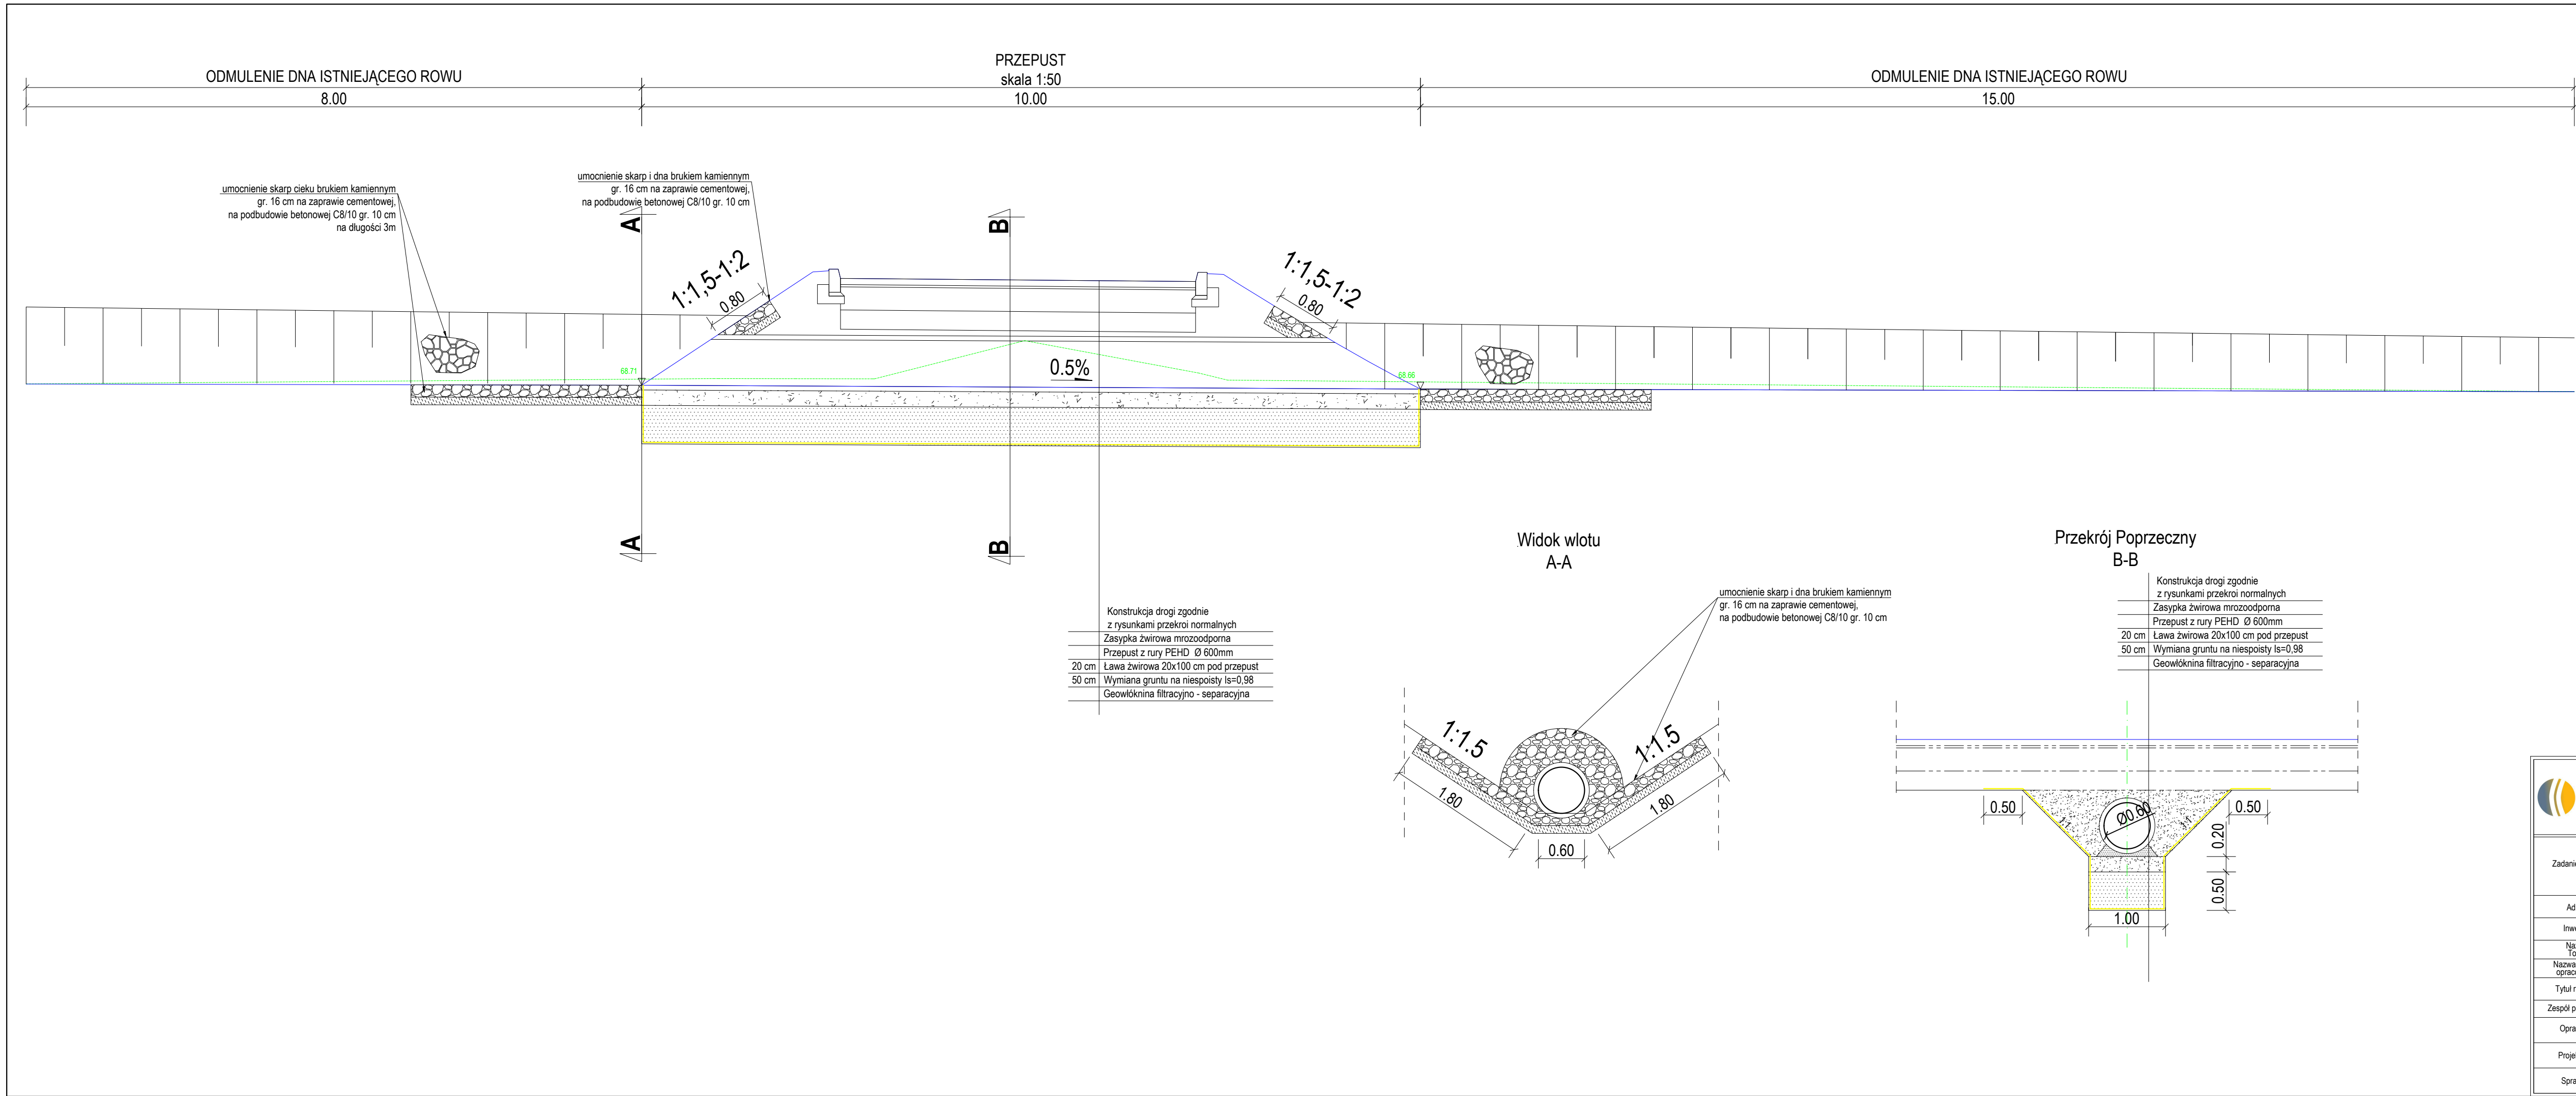 PRZEPUST
skala 1:50
ODMULENIE DNA ISTNIEJĄCEGO ROWU
ODMULENIE DNA ISTNIEJĄCEGO ROWU
8.00
10.00
15.00
umocnienie skarp cieku brukiem kamiennym
gr. 16 cm na zaprawie cementowej,
na podbudowie betonowej C8/10 gr. 10 cm
na długości 3m
umocnienie skarp i dna brukiem kamiennym
gr. 16 cm na zaprawie cementowej,
na podbudowie betonowej C8/10 gr. 10 cm
A
B
1:1,5-1:2
0.80
1:1,5-1:2
0.80
68.71
0.5%
68.66
A
B
Konstrukcja drogi zgodnie
z rysunkami przekroi normalnych
Zasypka żwirowa mrozoodporna
Przepust z rury PEHD Ø 600mm
20 cm Ława żwirowa 20x100 cm pod przepust
50 cm Wymiana gruntu na niespoisty Is=0,98
Geowłóknina filtracyjno - separacyjna
Widok wlotu
A-A
umocnienie skarp i dna brukiem kamiennym
gr. 16 cm na zaprawie cementowej,
na podbudowie betonowej C8/10 gr. 10 cm
1:1.5
1:1.5
1.80
1.80
0.60
Przekrój Poprzeczny
B-B
Konstrukcja drogi zgodnie
z rysunkami przekroi normalnych
Zasypka żwirowa mrozoodporna
Przepust z rury PEHD Ø 600mm
20 cm Ława żwirowa 20x100 cm pod przepust
50 cm Wymiana gruntu na niespoisty Is=0,98
Geowłóknina filtracyjno - separacyjna
0.50
Ø0.60
0.50
1:1
1:1
0.20
0.50
1.00